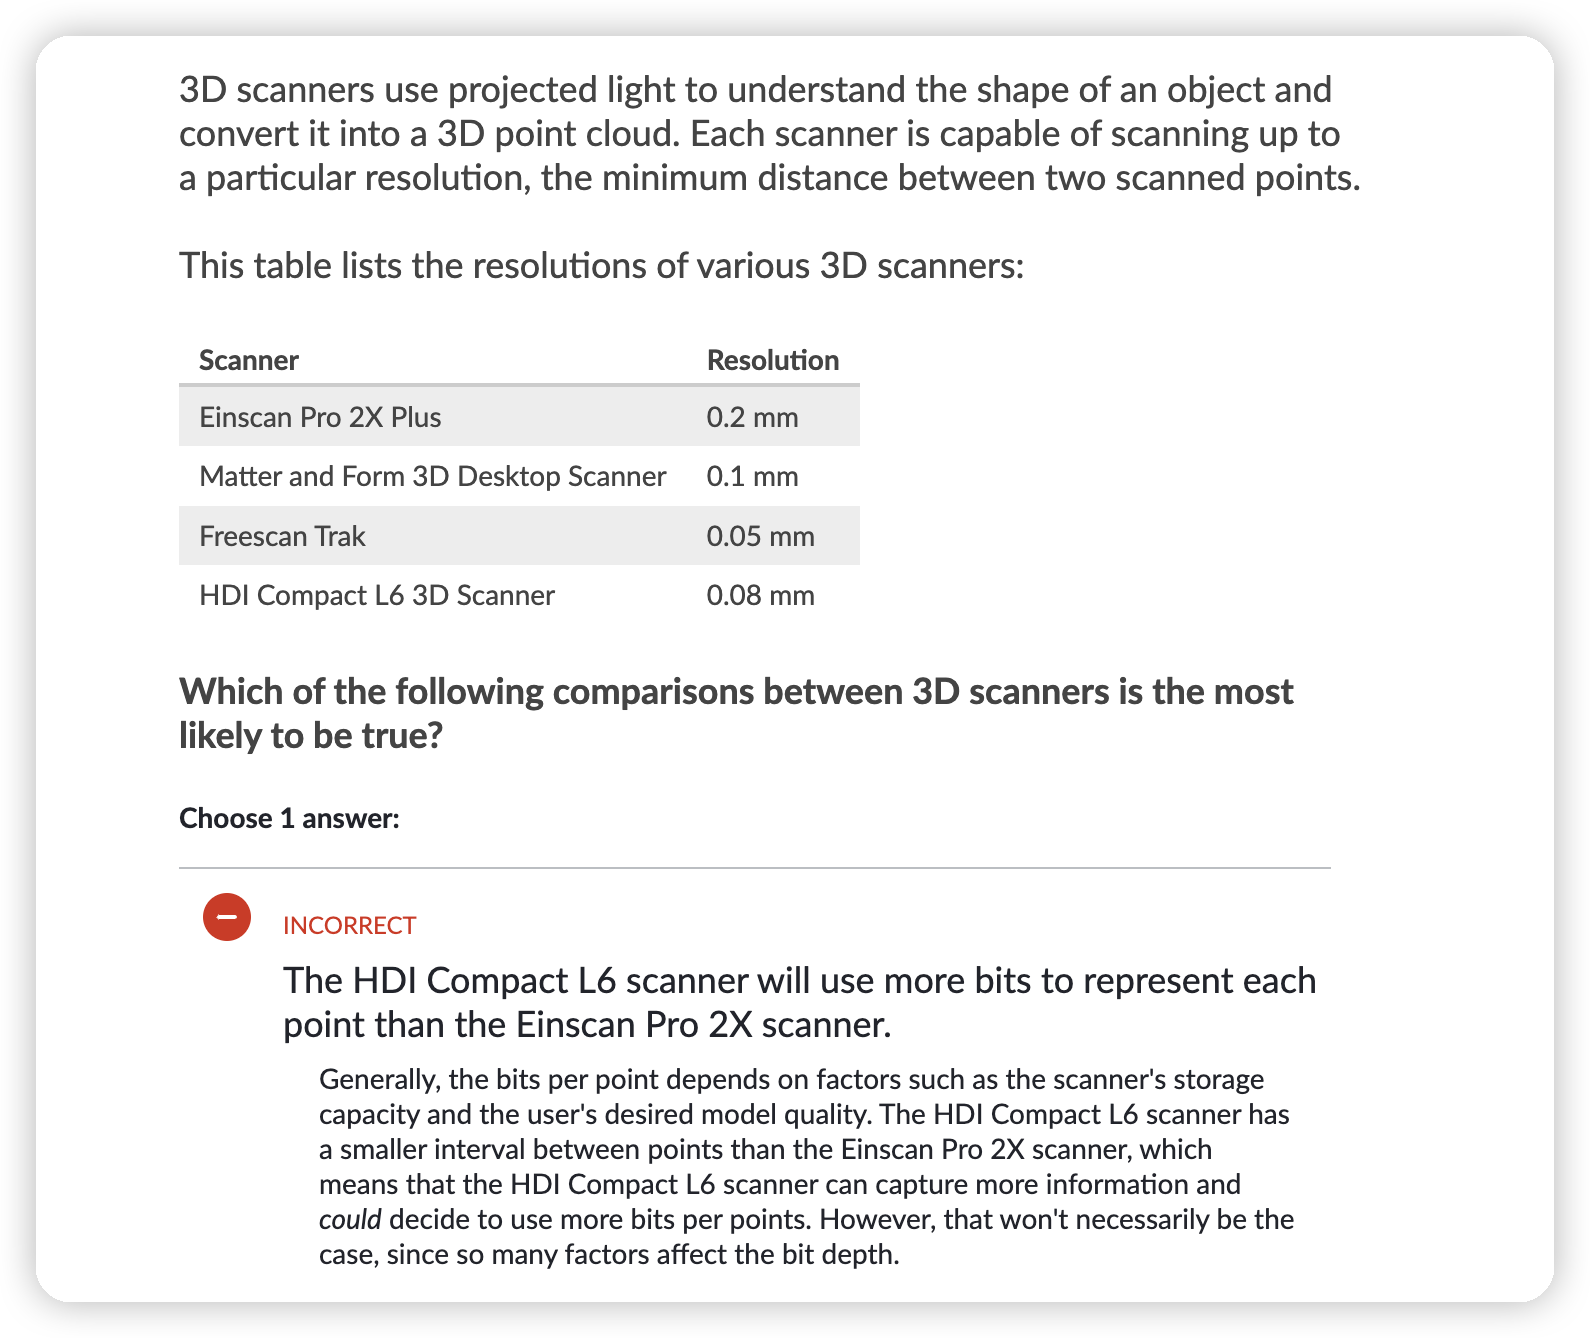 3D scanners use projected light to understand the shape of an object and
convert it into a 3D point cloud. Each scanner is capable of scanning up to
a particular resolution, the minimum distance between two scanned points.
This table lists the resolutions of various 3D scanners:
Scanner Resolution
Einscan Pro 2X Plus 0.2 mm
Matter and Form 3D Desktop Scanner 0.1 mm
Freescan Trak 0.05 mm
HDI Compact L6 3D Scanner 0.08 mm
Which of the following comparisons between 3D scanners is the most
likely to be true?
Choose 1 answer:
INCORRECT
The HDI Compact L6 scanner will use more bits to represent each
point than the Einscan Pro 2X scanner.
Generally, the bits per point depends on factors such as the scanner's storage
capacity and the user's desired model quality. The HDI Compact L6 scanner has
a smaller interval between points than the Einscan Pro 2X scanner, which
means that the HDI Compact L6 scanner can capture more information and
could decide to use more bits per points. However, that won't necessarily be the
case, since so many factors affect the bit depth.